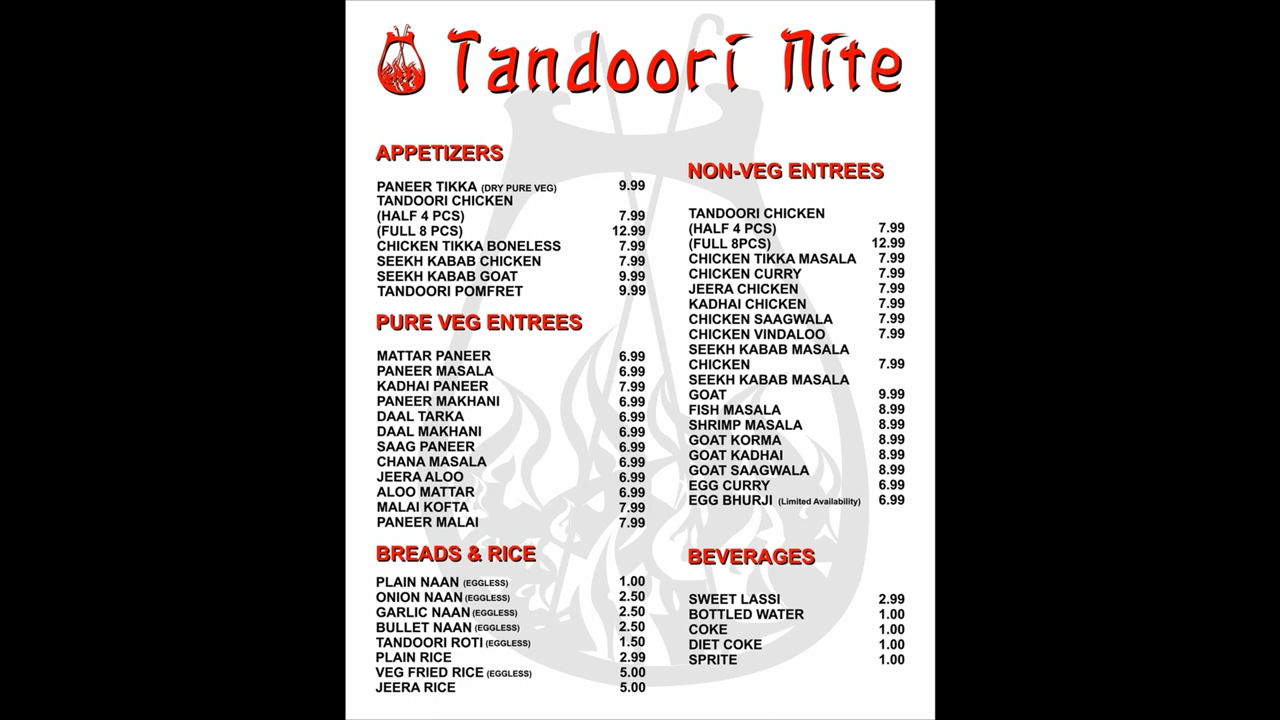 Tandoori Nite
APPETIZERS
PANEER TIKKA (DRY PURE VEG) 9.99
TANDOORI CHICKEN
(HALF 4 PCS) 7.99
(FULL 8 PCS) 12.99
CHICKEN TIKKA BONELESS 7.99
SEEKH KABAB CHICKEN 7.99
SEEKH KABAB GOAT 9.99
TANDOORI POMFRET 9.99
PURE VEG ENTREES
MATTAR PANEER 6.99
PANEER MASALA 6.99
KADHAI PANEER 7.99
PANEER MAKHANI 6.99
DAAL TARKA 6.99
DAAL MAKHANI 6.99
SAAG PANEER 6.99
CHANA MASALA 6.99
JEERA ALOO 6.99
ALOO MATTAR 6.99
MALAI KOFTA 7.99
PANEER MALAI 7.99
BREADS & RICE
PLAIN NAAN (EGGLESS) 1.00
ONION NAAN (EGGLESS) 2.50
GARLIC NAAN (EGGLESS) 2.50
BULLET NAAN (EGGLESS) 2.50
TANDOORI ROTI (EGGLESS) 1.50
PLAIN RICE 2.99
VEG FRIED RICE (EGGLESS) 5.00
JEERA RICE 5.00
NON-VEG ENTREES
TANDOORI CHICKEN
(HALF 4 PCS) 7.99
(FULL 8PCS) 12.99
CHICKEN TIKKA MASALA 7.99
CHICKEN CURRY 7.99
JEERA CHICKEN 7.99
KADHAI CHICKEN 7.99
CHICKEN SAAGWALA 7.99
CHICKEN VINDALOO 7.99
SEEKH KABAB MASALA
CHICKEN 7.99
SEEKH KABAB MASALA
GOAT 9.99
FISH MASALA 8.99
SHRIMP MASALA 8.99
GOAT KORMA 8.99
GOAT KADHAI 8.99
GOAT SAAGWALA 8.99
EGG CURRY 6.99
EGG BHURJI (Limited Availability) 6.99
BEVERAGES
SWEET LASSI 2.99
BOTTLED WATER 1.00
COKE 1.00
DIET COKE 1.00
SPRITE 1.00